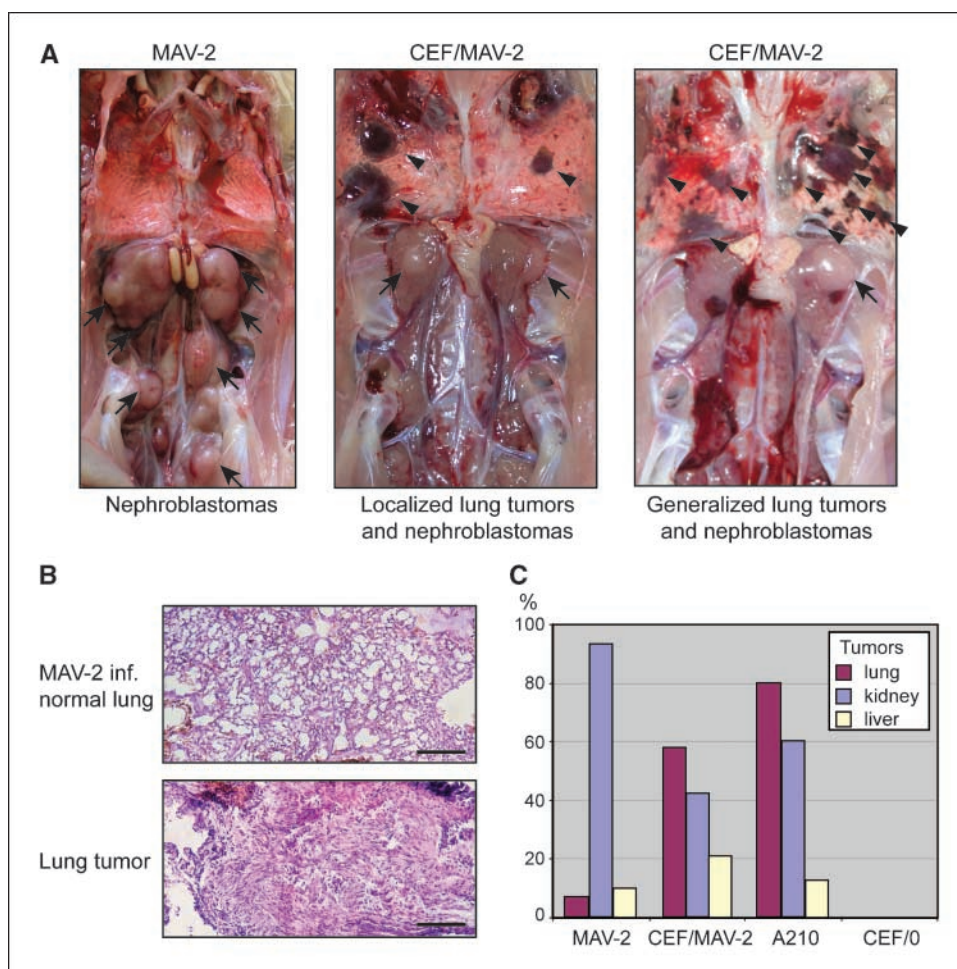 A
MAV-2
CEF/MAV-2
CEF/MAV-2
Nephroblastomas
Localized lung tumors
and nephroblastomas
Generalized lung tumors
and nephroblastomas
B
MAV-2 inf.
normal lung
Lung tumor
C
%
100
80
60
40
20
0
Tumors
lung
kidney
liver
MAV-2
CEF/MAV-2
A210
CEF/0